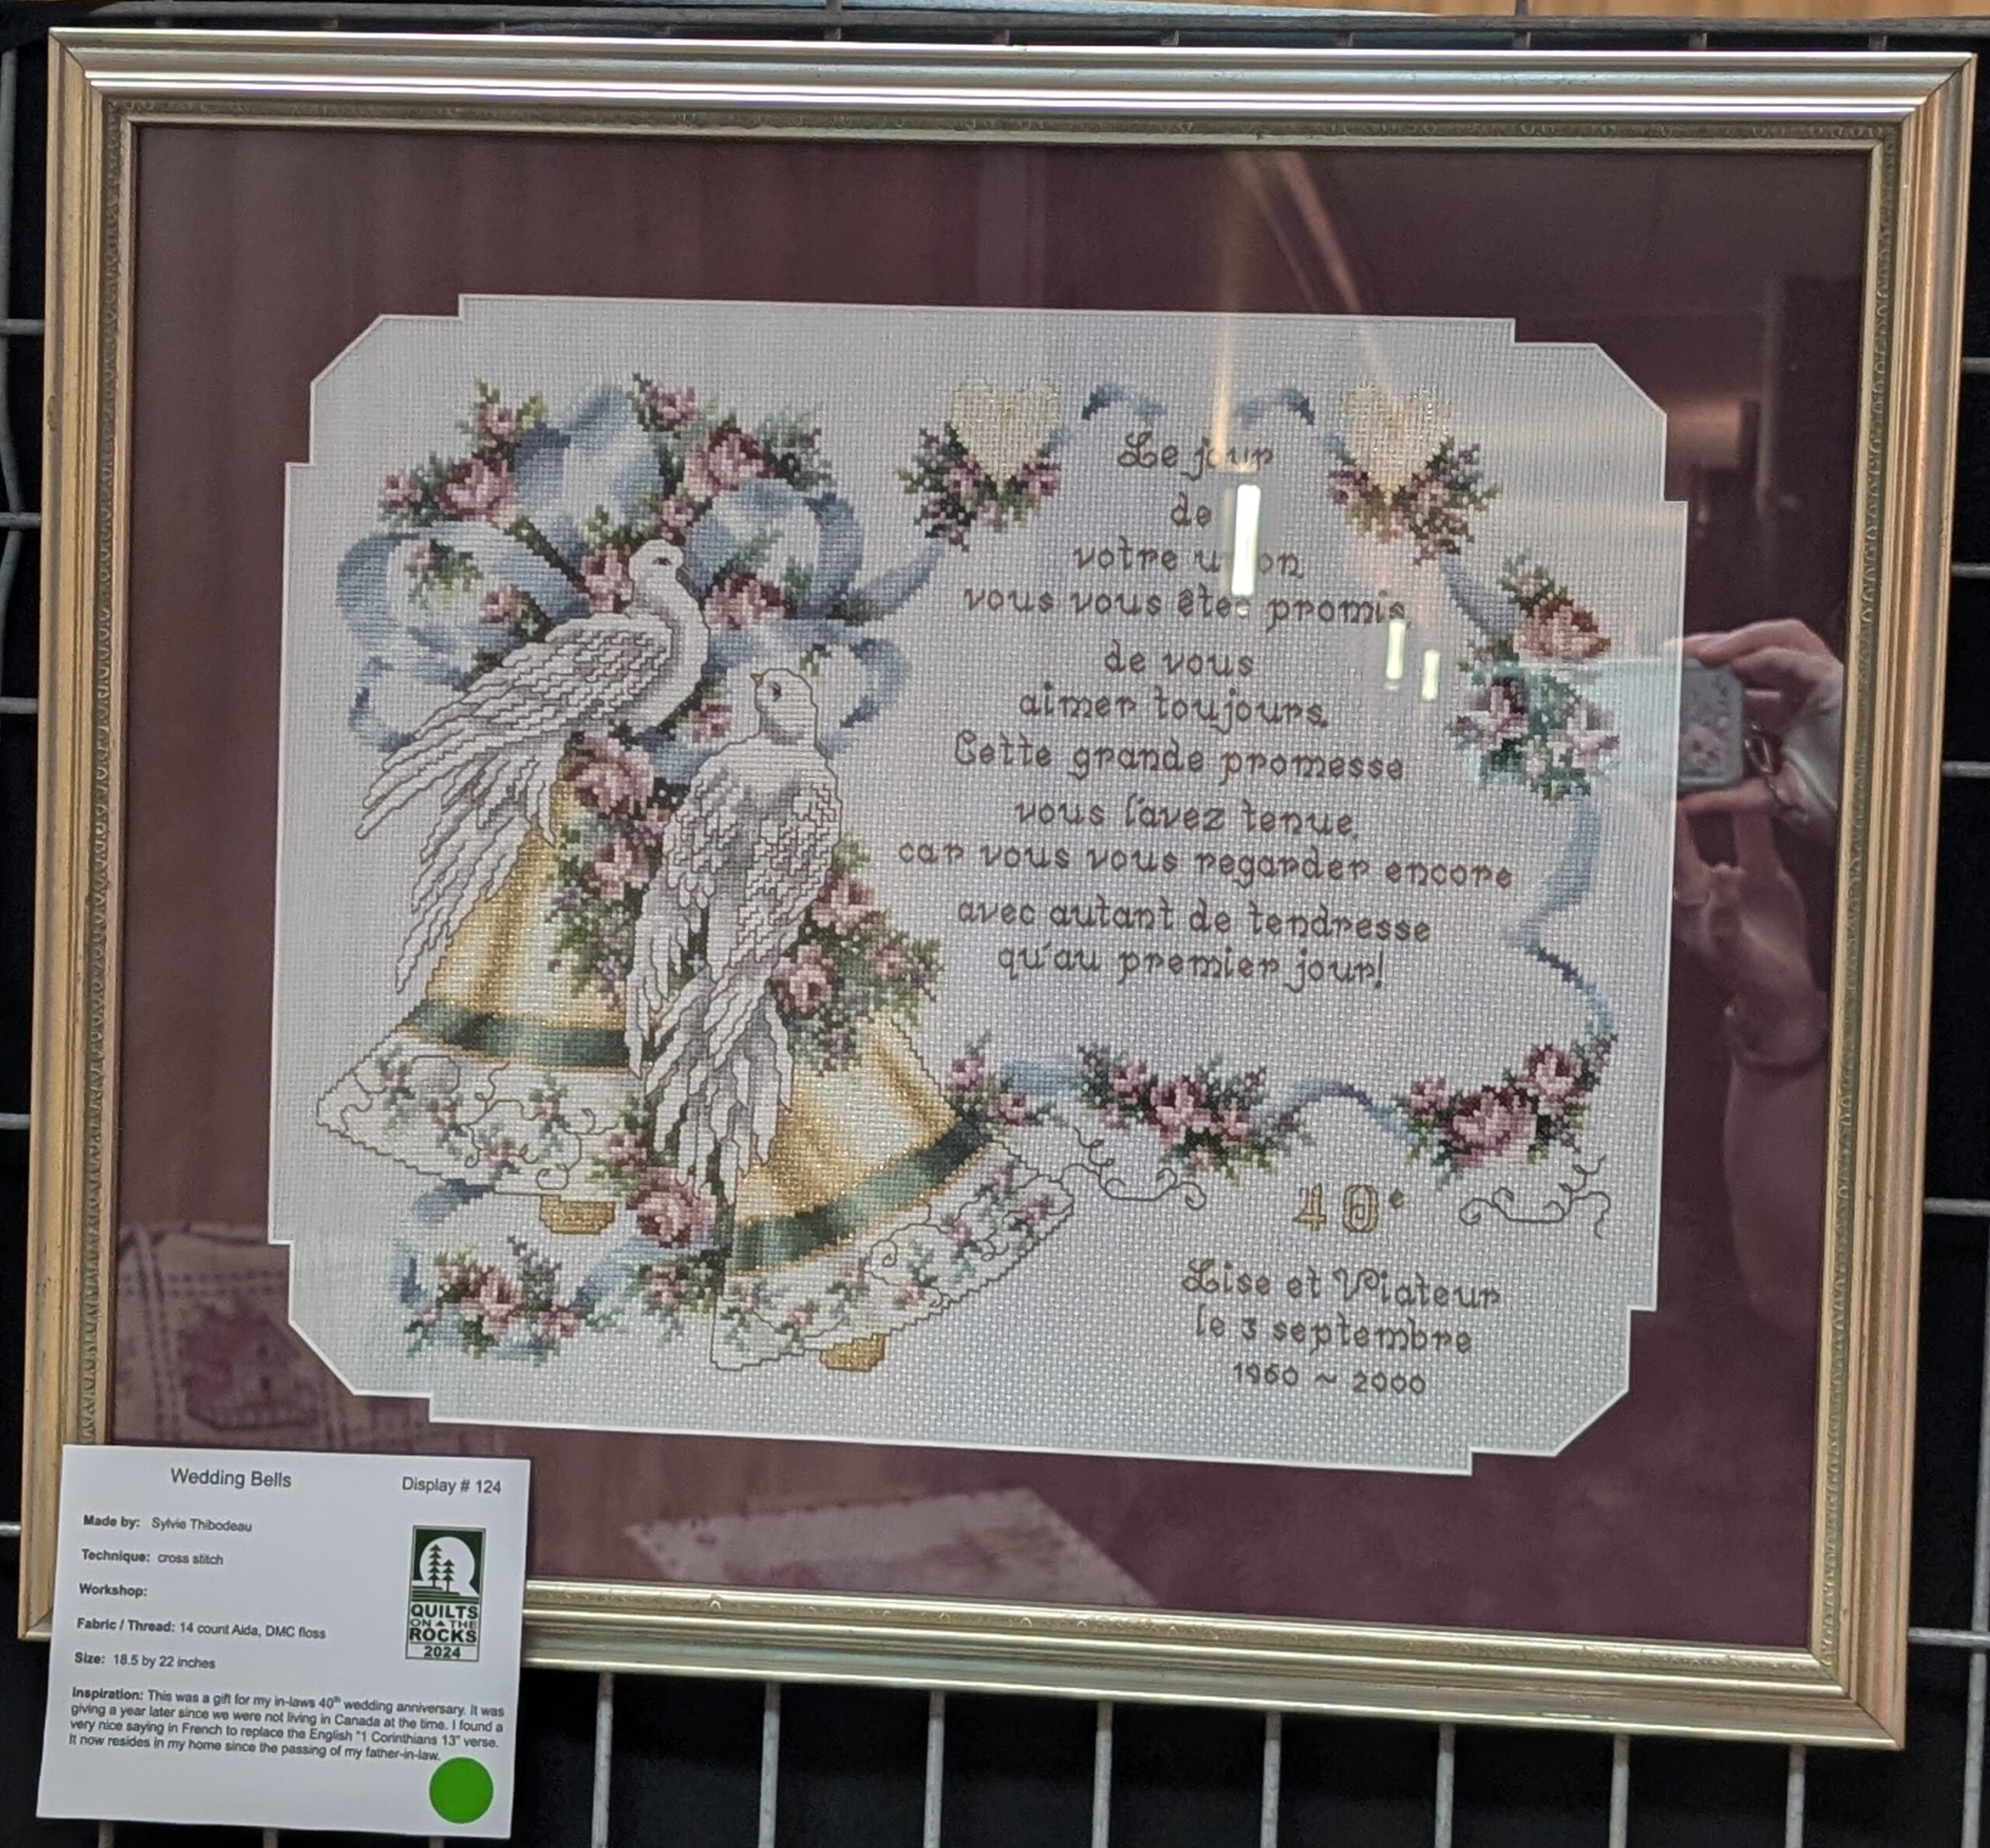 Le jour
de
votre union
vous vous êtes promis
de vous
aimer toujours.
Cette grande promesse
vous l'avez tenue,
car vous vous regarder encore
avec autant de tendresse
qu'au premier jour!
40e
Lise et Viateur
le 3 septembre
1960 ~ 2000
Wedding Bells
Display # 124
Made by: Sylvie Thibodeau
Technique: cross stitch
Workshop:
Fabric / Thread: 14 count Aida, DMC floss
Size: 18.5 by 22 inches
QUILTS
ON THE
ROCKS
2024
Inspiration: This was a gift for my in-laws 40th wedding anniversary. It was
giving a year later since we were not living in Canada at the time. I found a
very nice saying in French to replace the English "1 Corinthians 13" verse.
It now resides in my home since the passing of my father-in-law.